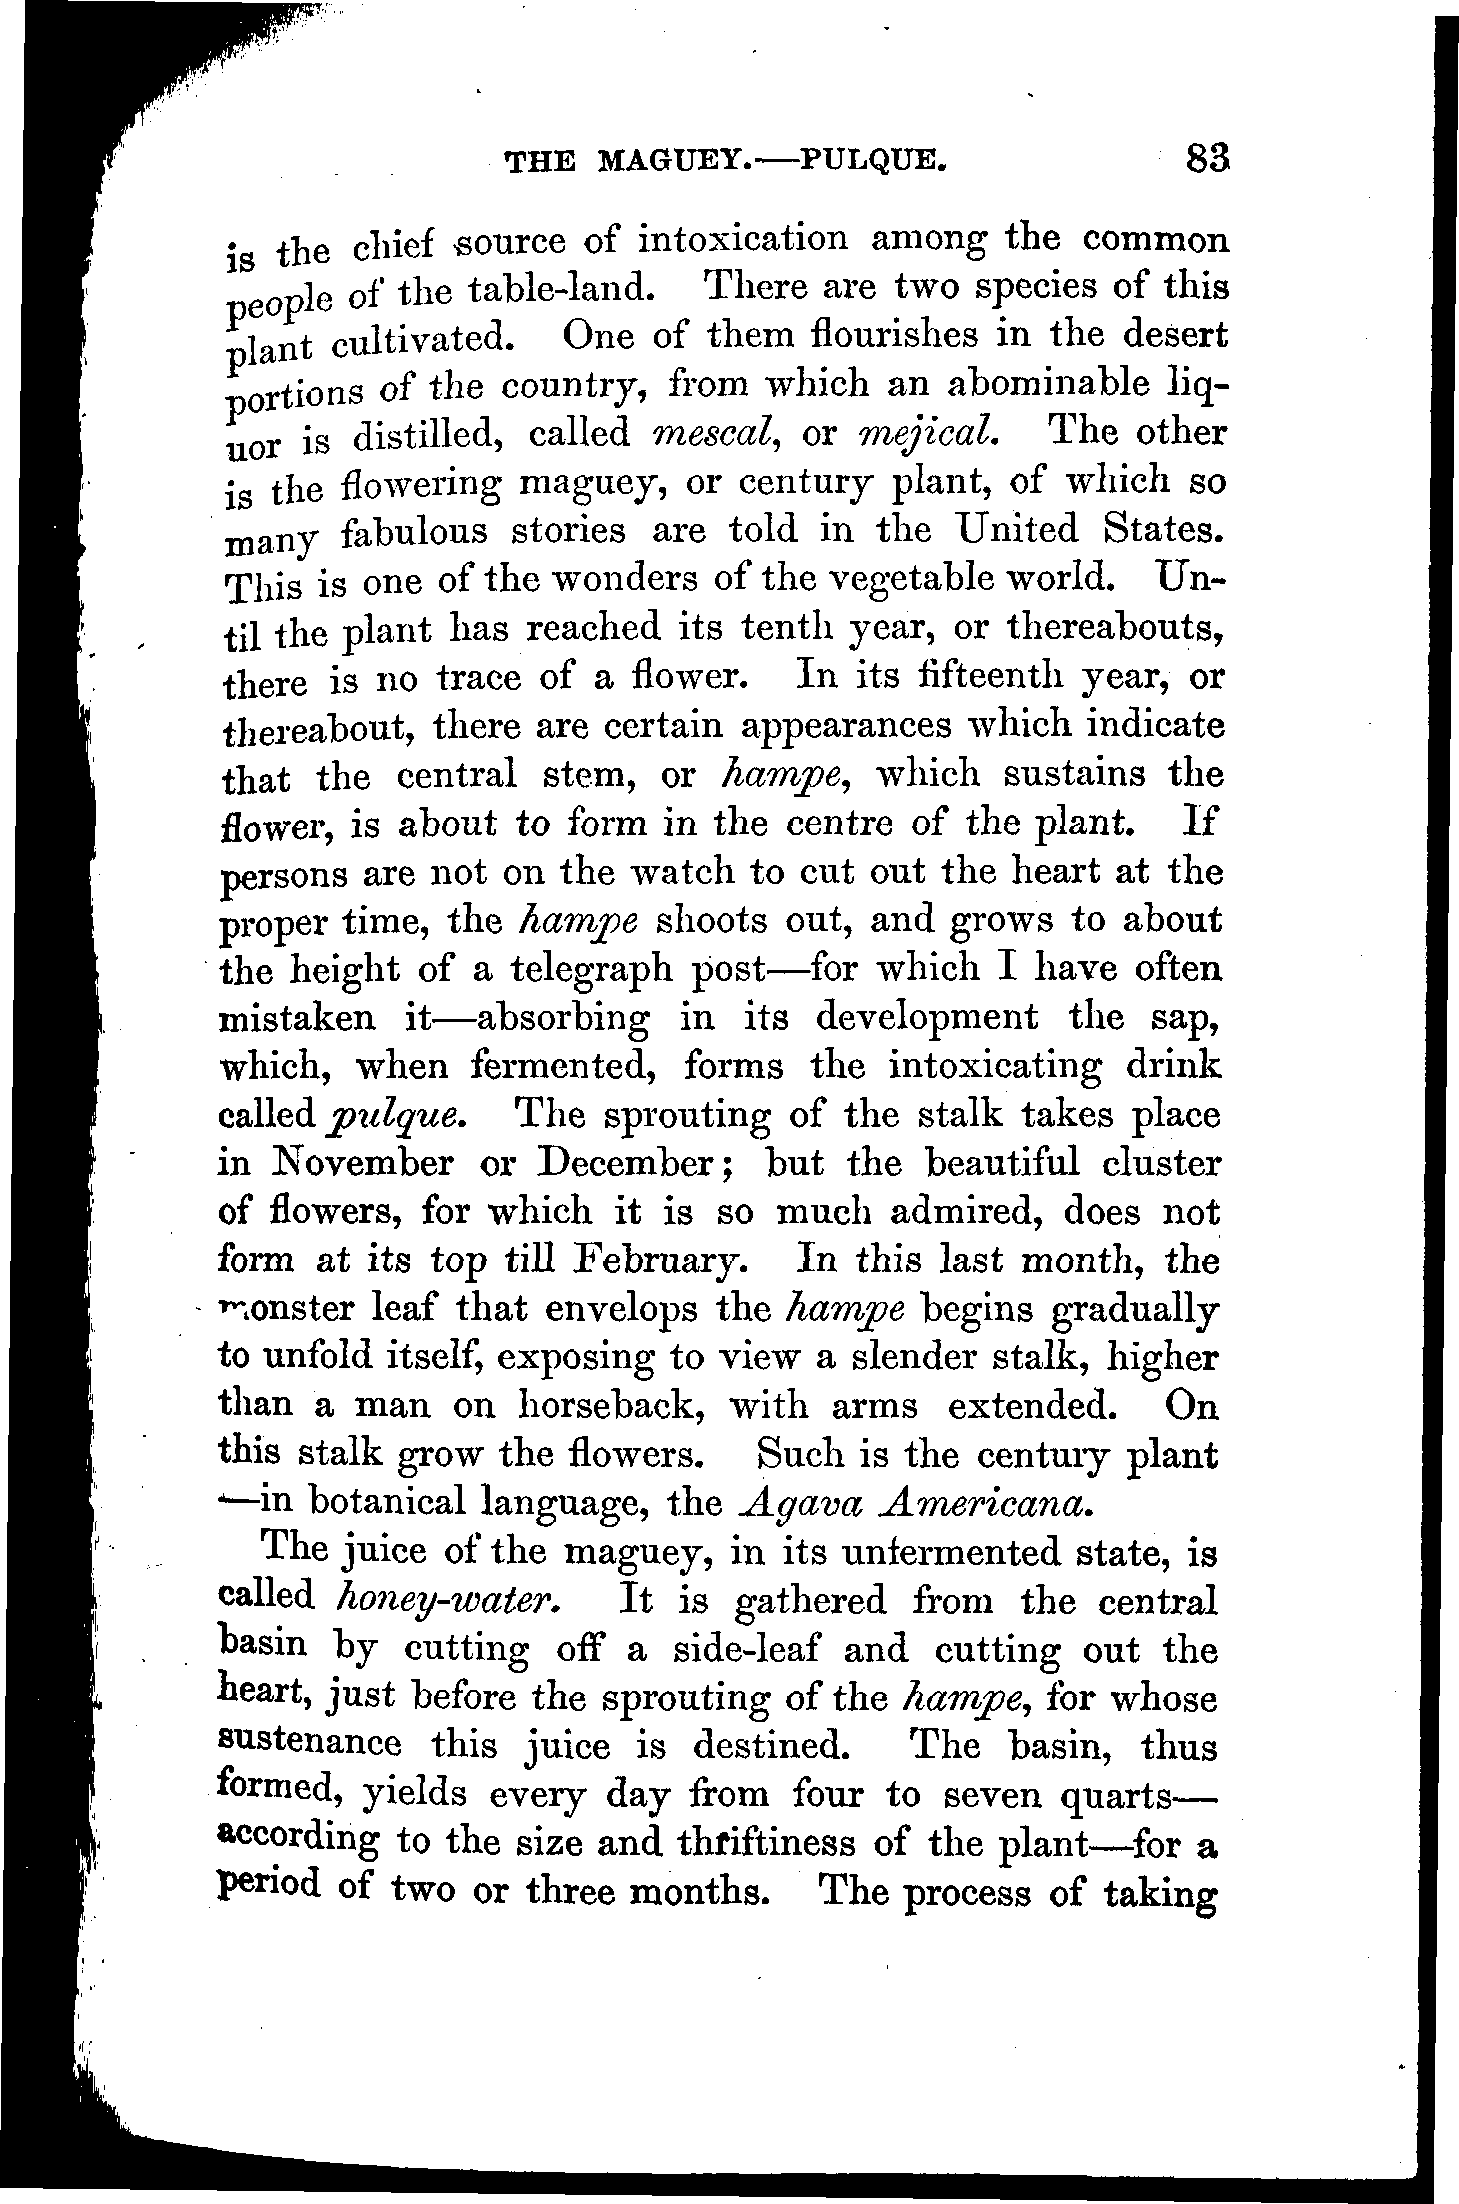 THE MAGUEY.—PULQUE. 83
is the chief source of intoxication among the common
people of the table-land. There are two species of this
plant cultivated. One of them flourishes in the desert
portions of the country, from which an abominable liq-
uor is distilled, called mescal, or mejical. The other
is the flowering maguey, or century plant, of which so
many fabulous stories are told in the United States.
This is one of the wonders of the vegetable world. Un-
til the plant has reached its tenth year, or thereabouts,
there is no trace of a flower. In its fifteenth year, or
thereabout, there are certain appearances which indicate
that the central stem, or hampe, which sustains the
flower, is about to form in the centre of the plant. If
persons are not on the watch to cut out the heart at the
proper time, the hampe shoots out, and grows to about
the height of a telegraph post—for which I have often
mistaken it—absorbing in its development the sap,
which, when fermented, forms the intoxicating drink
called pulque. The sprouting of the stalk takes place
in November or December; but the beautiful cluster
of flowers, for which it is so much admired, does not
form at its top till February. In this last month, the
monster leaf that envelops the hampe begins gradually
to unfold itself, exposing to view a slender stalk, higher
than a man on horseback, with arms extended. On
this stalk grow the flowers. Such is the century plant
—in botanical language, the Agava Americana.
The juice of the maguey, in its unfermented state, is
called honey-water. It is gathered from the central
basin by cutting off a side-leaf and cutting out the
heart, just before the sprouting of the hampe, for whose
sustenance this juice is destined. The basin, thus
formed, yields every day from four to seven quarts—
according to the size and thriftiness of the plant—for a
period of two or three months. The process of taking